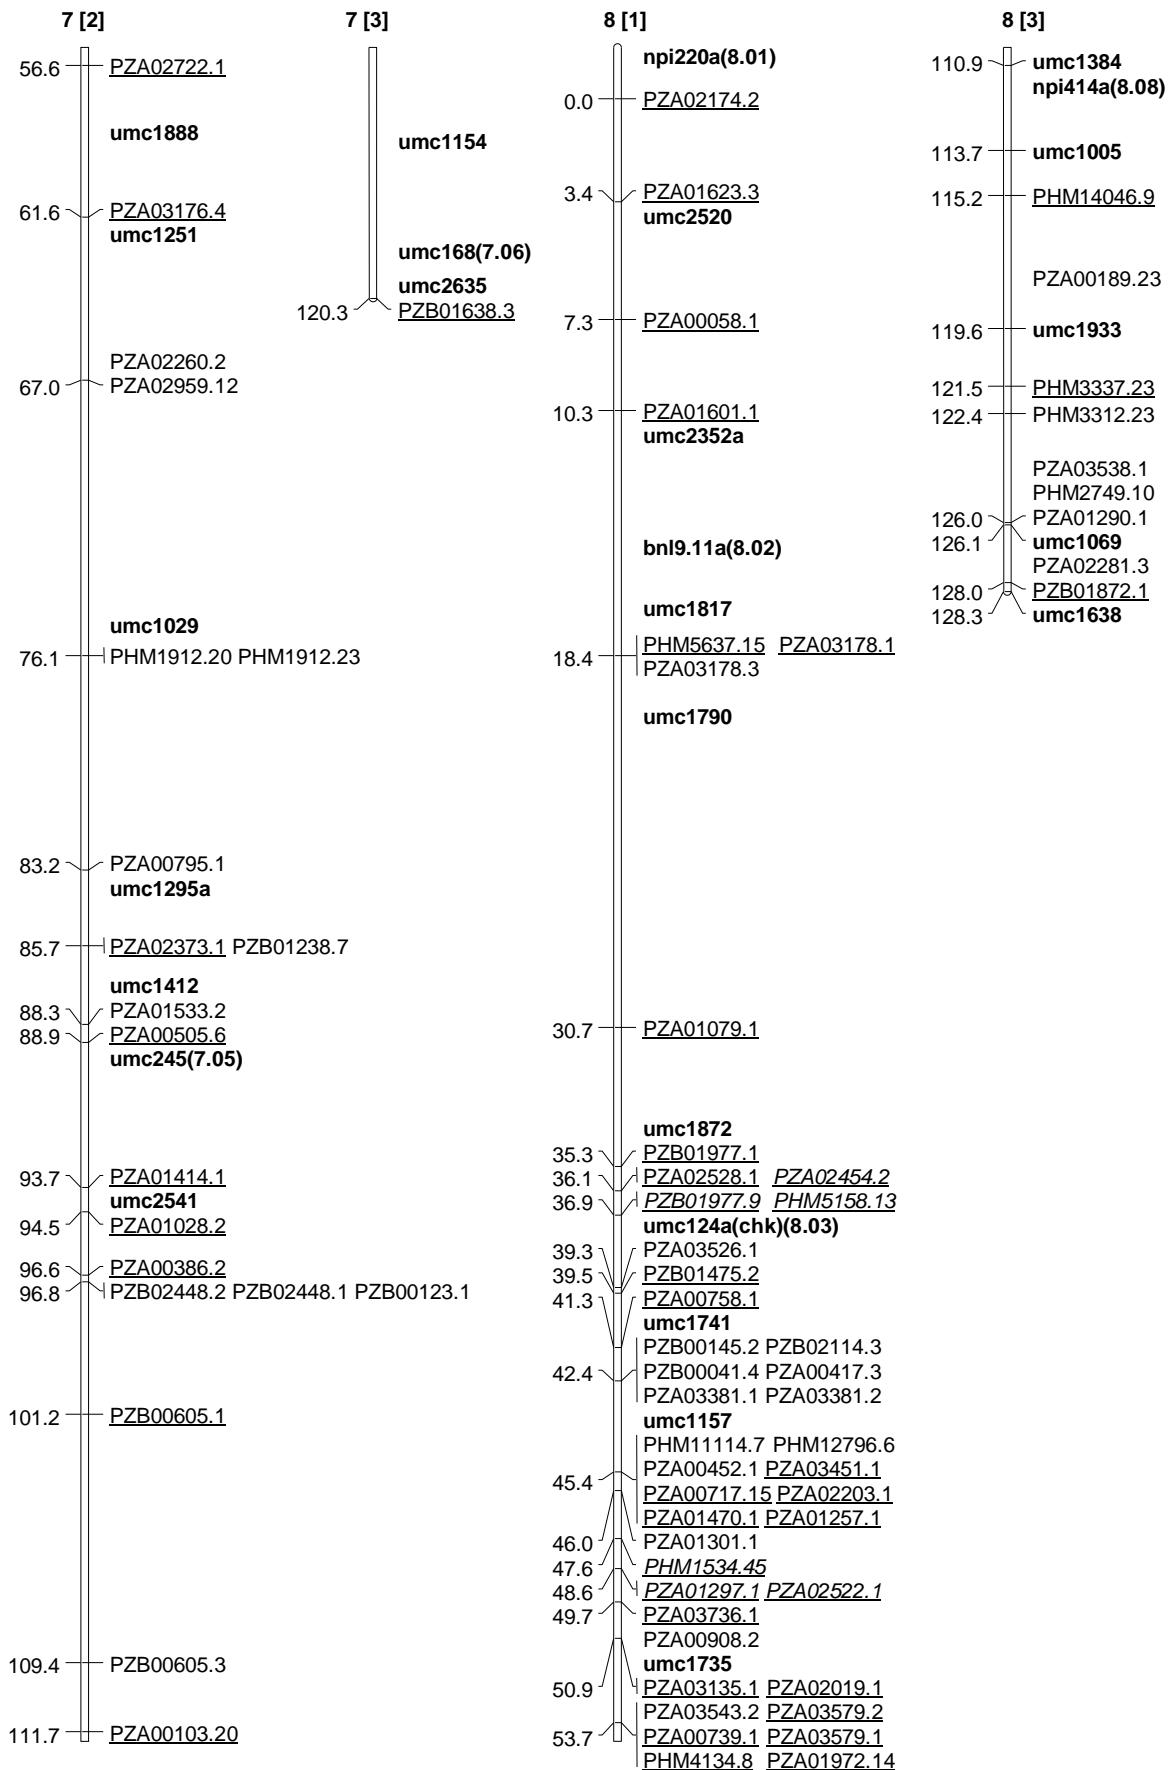 7 [2]
56.6 PZA02722.1
umc1888
61.6 PZA03176.4
umc1251
PZA02260.2
67.0 PZA02959.12
umc1029
76.1 PHM1912.20 PHM1912.23
83.2 PZA00795.1
umc1295a
85.7 PZA02373.1 PZB01238.7
umc1412
88.3 PZA01533.2
88.9 PZA00505.6
umc245(7.05)
93.7 PZA01414.1
umc2541
94.5 PZA01028.2
96.6 PZA00386.2
96.8 PZB02448.2 PZB02448.1 PZB00123.1
101.2 PZB00605.1
109.4 PZB00605.3
111.7 PZA00103.20
7 [3]
umc1154
umc168(7.06)
umc2635
120.3 PZB01638.3
8 [1]
npi220a(8.01)
0.0 PZA02174.2
3.4 PZA01623.3
umc2520
7.3 PZA00058.1
10.3 PZA01601.1
umc2352a
bnl9.11a(8.02)
umc1817
PHM5637.15 PZA03178.1
18.4 PZA03178.3
umc1790
30.7 PZA01079.1
umc1872
35.3 PZB01977.1
36.1 PZA02528.1 PZA02454.2
36.9 PZB01977.9 PHM5158.13
umc124a(chk)(8.03)
39.3 PZA03526.1
39.5 PZB01475.2
41.3 PZA00758.1
umc1741
PZB00145.2 PZB02114.3
42.4 PZB00041.4 PZA00417.3
PZA03381.1 PZA03381.2
umc1157
PHM11114.7 PHM12796.6
PZA00452.1 PZA03451.1
45.4 PZA00717.15 PZA02203.1
PZA01470.1 PZA01257.1
46.0 PZA01301.1
47.6 PHM1534.45
48.6 PZA01297.1 PZA02522.1
49.7 PZA03736.1
PZA00908.2
umc1735
50.9 PZA03135.1 PZA02019.1
PZA03543.2 PZA03579.2
53.7 PZA00739.1 PZA03579.1
PHM4134.8 PZA01972.14
8 [3]
110.9 umc1384
npi414a(8.08)
113.7 umc1005
115.2 PHM14046.9
PZA00189.23
119.6 umc1933
121.5 PHM3337.23
122.4 PHM3312.23
PZA03538.1
PHM2749.10
126.0 PZA01290.1
126.1 umc1069
PZA02281.3
128.0 PZB01872.1
128.3 umc1638